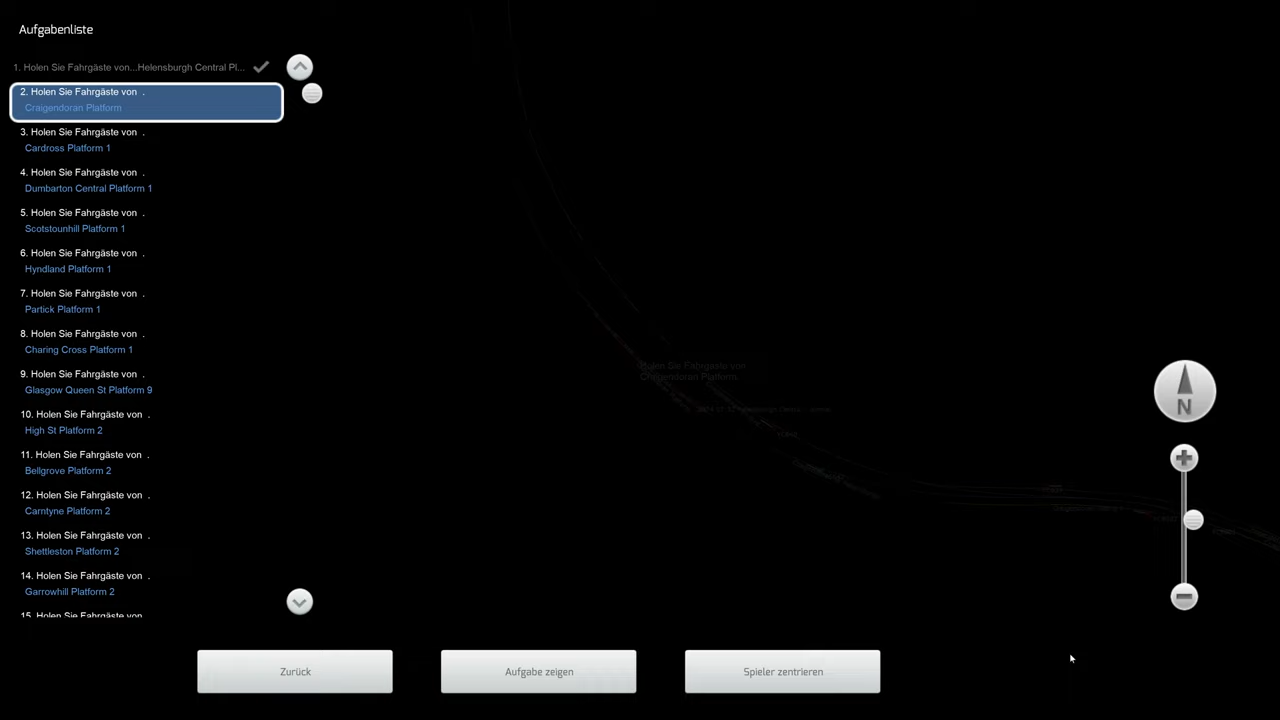 Aufgabenliste
1. Holen Sie Fahrgäste von...Helensburgh Central Pl...
2. Holen Sie Fahrgäste von .
Craigendoran Platform
3. Holen Sie Fahrgäste von .
Cardross Platform 1
4. Holen Sie Fahrgäste von .
Dumbarton Central Platform 1
5. Holen Sie Fahrgäste von .
Scotstounhill Platform 1
6. Holen Sie Fahrgäste von .
Hyndland Platform 1
7. Holen Sie Fahrgäste von .
Partick Platform 1
8. Holen Sie Fahrgäste von .
Charing Cross Platform 1
9. Holen Sie Fahrgäste von .
Glasgow Queen St Platform 9
10. Holen Sie Fahrgäste von .
High St Platform 2
11. Holen Sie Fahrgäste von .
Bellgrove Platform 2
12. Holen Sie Fahrgäste von .
Carntyne Platform 2
13. Holen Sie Fahrgäste von .
Shettleston Platform 2
14. Holen Sie Fahrgäste von .
Garrowhill Platform 2
15. Holen Sie Fahrgäste von .
Holen Sie Fahrgäste von
Craigendoran Platform.
N
Zurück
Aufgabe zeigen
Spieler zentrieren